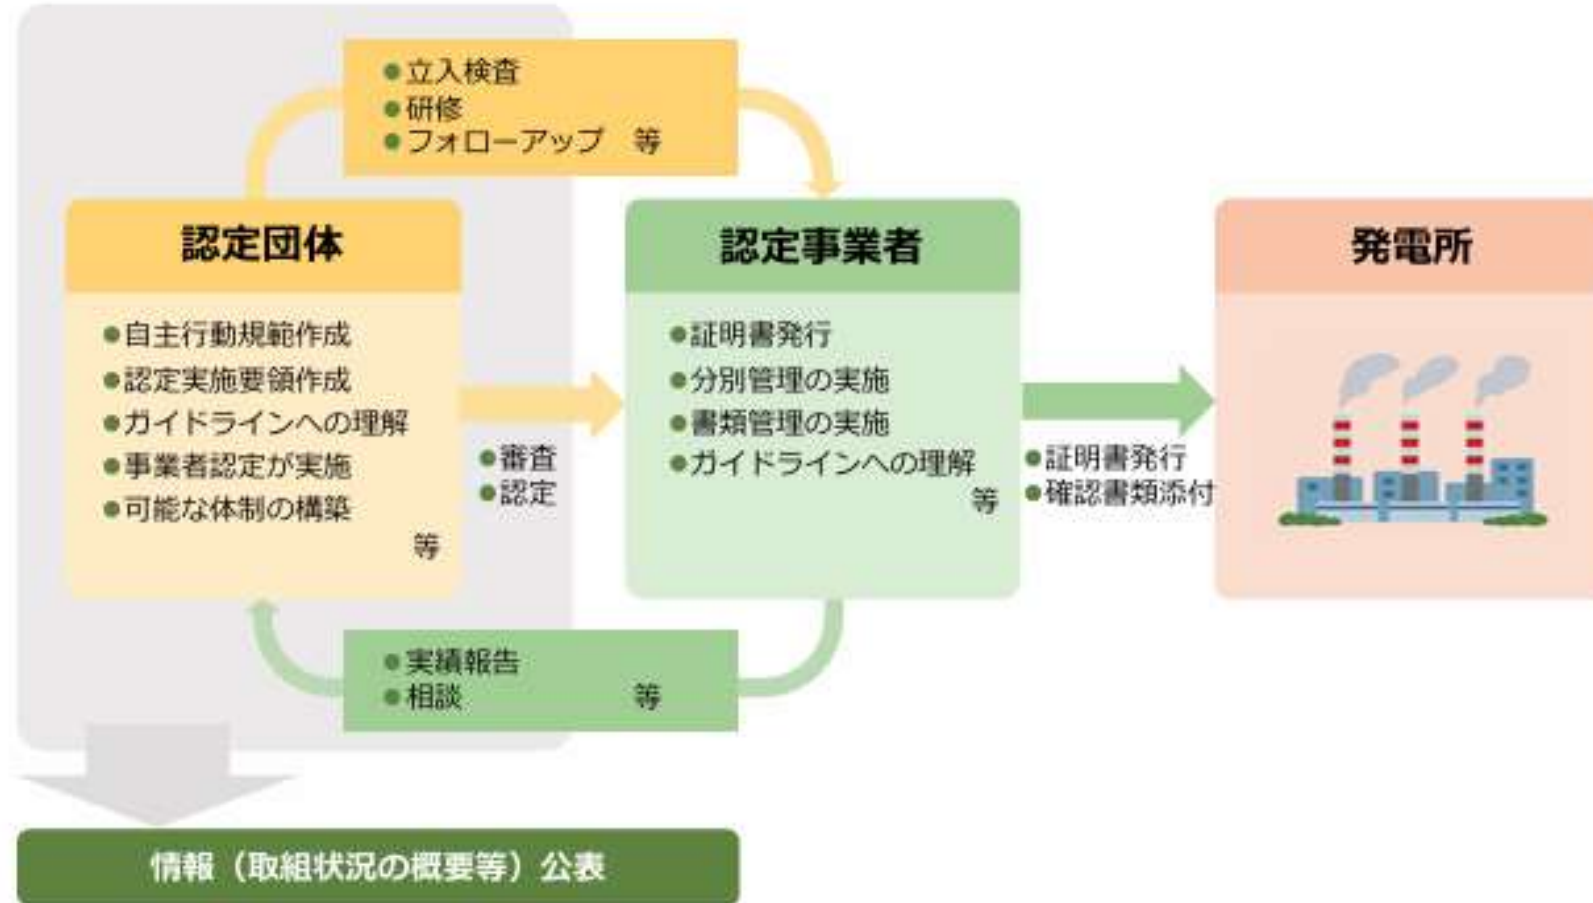 ●立入検査
●研修
●フォローアップ　等
認定団体
●自主行動規範作成
●認定実施要領作成
●ガイドラインへの理解
●事業者認定が実施
●可能な体制の構築
等
●審査
●認定
認定事業者
●証明書発行
●分別管理の実施
●書類管理の実施
●ガイドラインへの理解
等
●証明書発行
●確認書類添付
発電所
●実績報告
●相談　等
情報（取組状況の概要等）公表